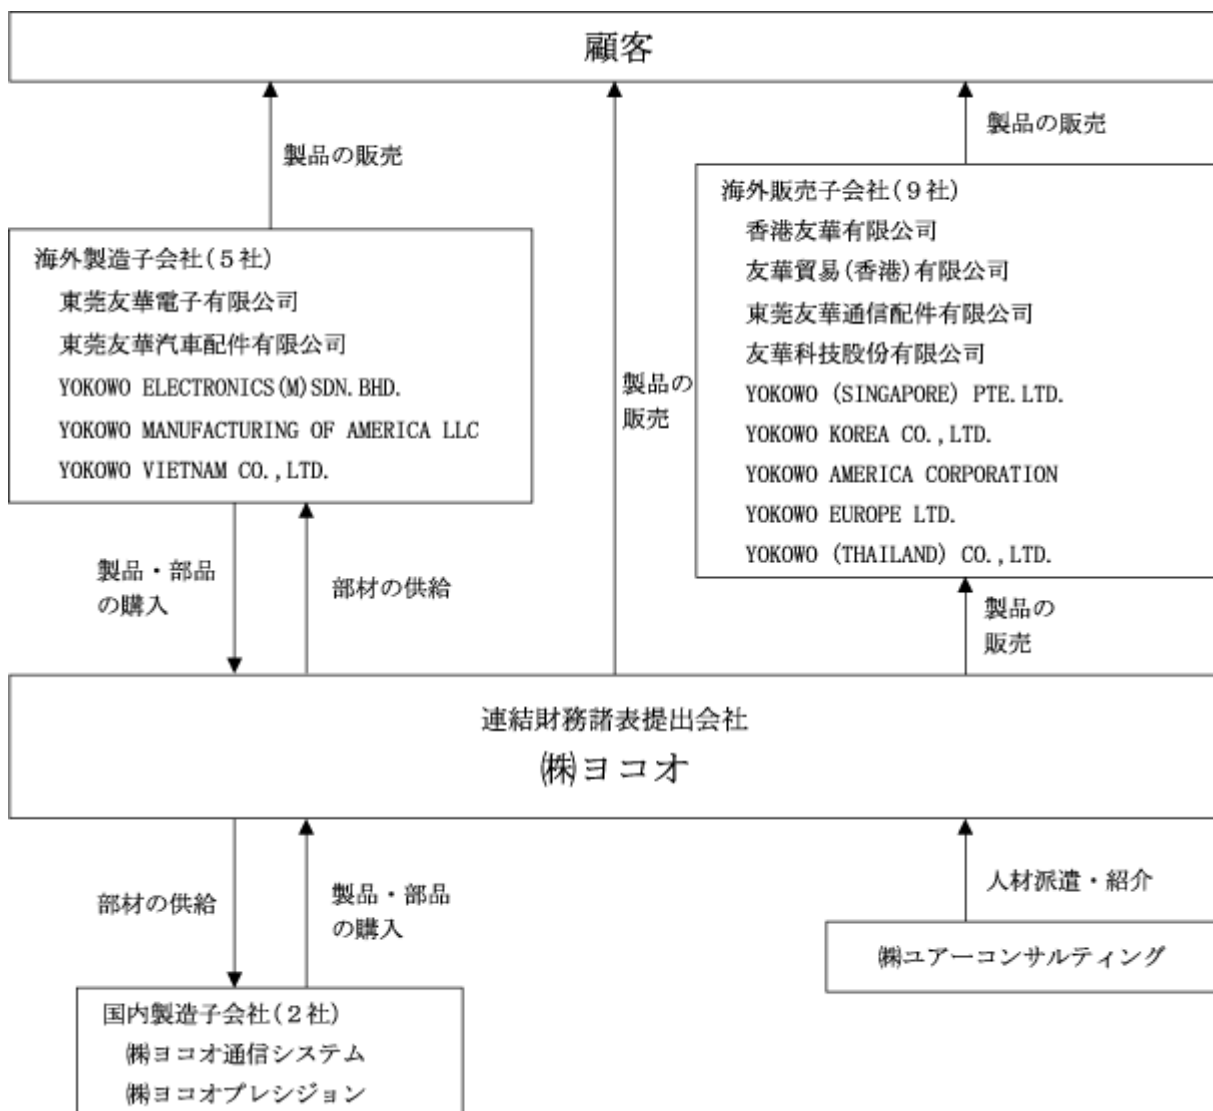 顧客
製品の販売
製品の販売
製品の
販売
海外製造子会社(5社)
東莞友華電子有限公司
東莞友華汽車配件有限公司
YOKOWO ELECTRONICS(M)SDN.BHD.
YOKOWO MANUFACTURING OF AMERICA LLC
YOKOWO VIETNAM CO.,LTD.
海外販売子会社(9社)
香港友華有限公司
友華貿易(香港)有限公司
東莞友華通信配件有限公司
友華科技股份有限公司
YOKOWO (SINGAPORE) PTE.LTD.
YOKOWO KOREA CO.,LTD.
YOKOWO AMERICA CORPORATION
YOKOWO EUROPE LTD.
YOKOWO (THAILAND) CO.,LTD.
製品・部品
の購入
部材の供給
製品の
販売
連結財務諸表提出会社
㈱ヨコオ
部材の供給
製品・部品
の購入
人材派遣・紹介
㈱ユアーコンサルティング
国内製造子会社(2社)
㈱ヨコオ通信システム
㈱ヨコオプレシジョン